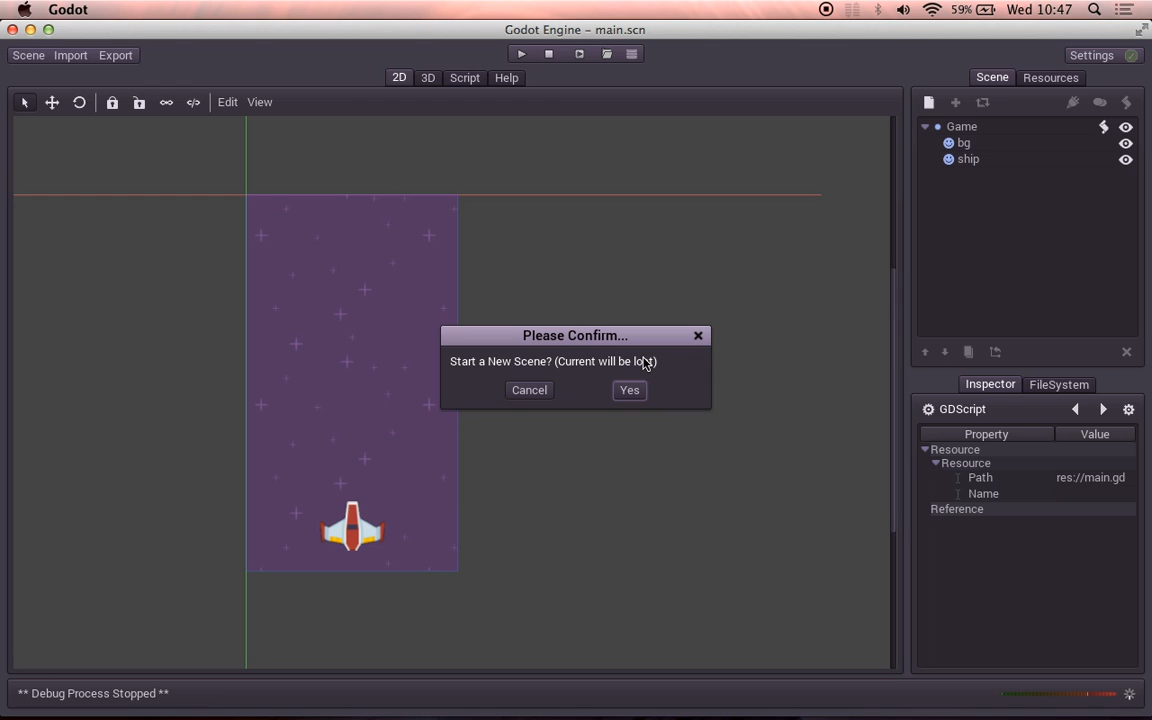 Godot
59%
Wed 10:47
Godot Engine - main.scn
Scene Import Export
Settings
2D 3D Script Help
Scene Resources
Edit View
Game
bg
ship
Please Confirm...
Start a New Scene? (Current will be lost)
Cancel Yes
Inspector FileSystem
GDScript
Property Value
Resource
Resource
Path res://main.gd
Name
Reference
** Debug Process Stopped **